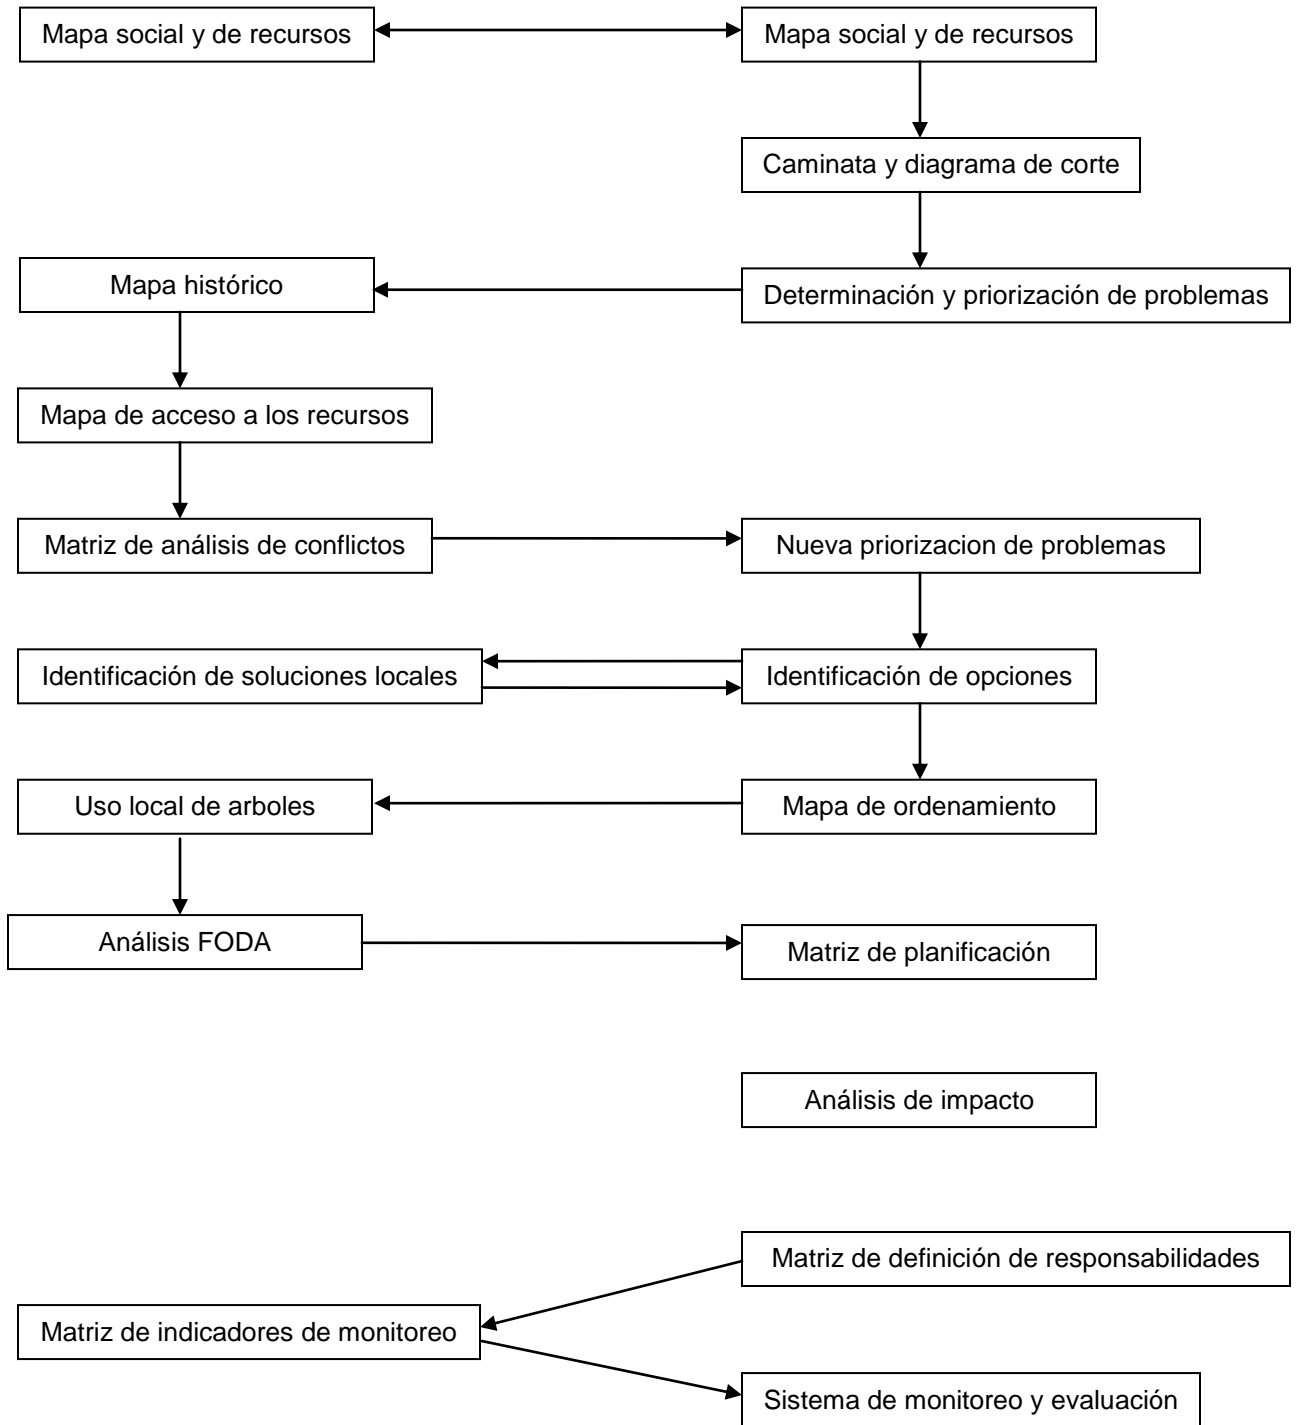 Mapa social y de recursos
Mapa social y de recursos
Caminata y diagrama de corte
Mapa histórico
Determinación y priorización de problemas
Mapa de acceso a los recursos
Matriz de análisis de conflictos
Nueva priorizacion de problemas
Identificación de soluciones locales
Identificación de opciones
Uso local de arboles
Mapa de ordenamiento
Análisis FODA
Matriz de planificación
Análisis de impacto
Matriz de definición de responsabilidades
Matriz de indicadores de monitoreo
Sistema de monitoreo y evaluación